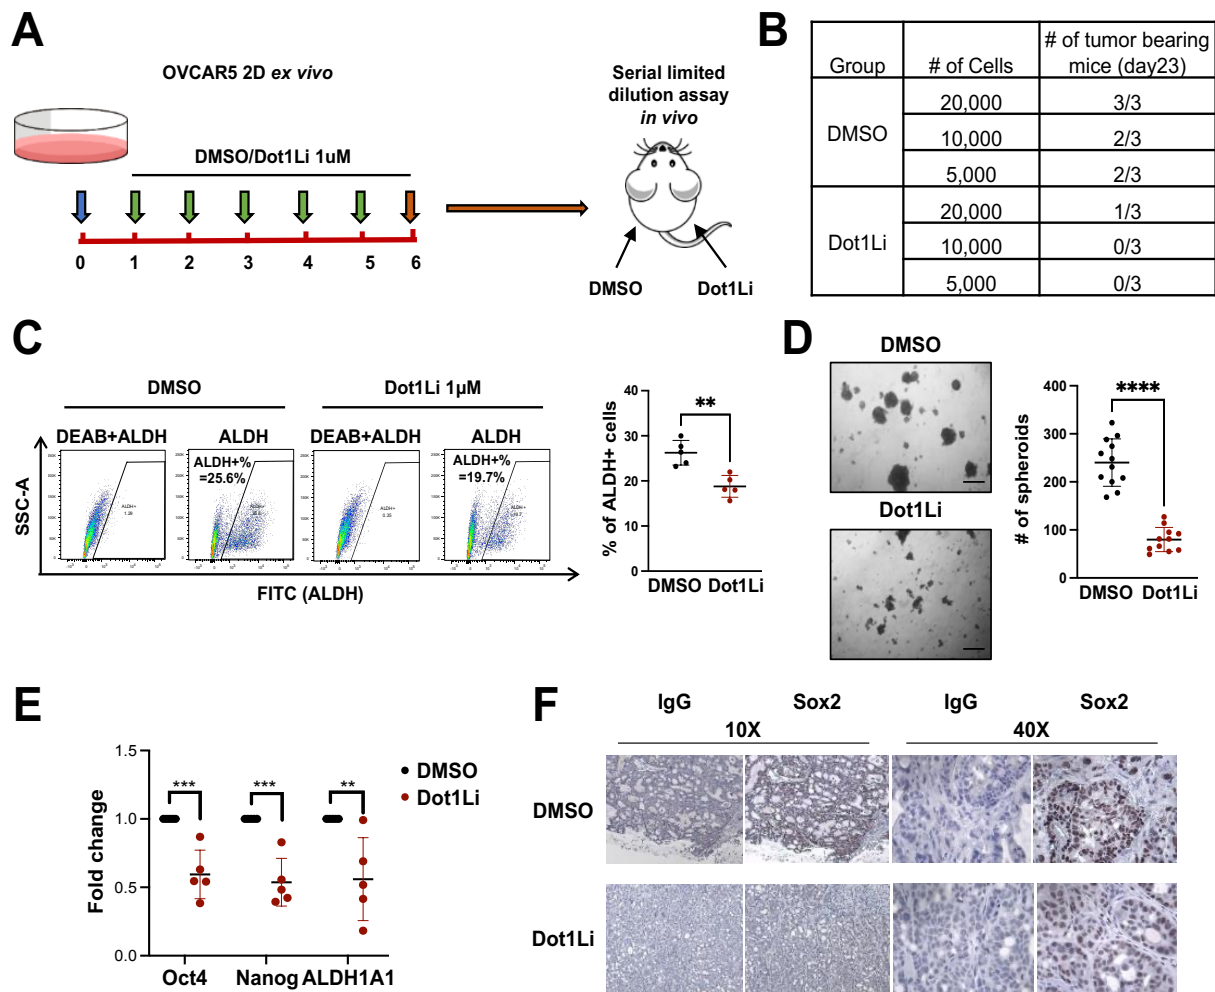 A
OVCAR5 2D ex vivo
DMSO/Dot1Li 1uM
0 1 2 3 4 5 6
Serial limited
dilution assay
in vivo
DMSO Dot1Li
B
Group # of Cells # of tumor bearing
mice (day23)
DMSO
20,000 3/3
10,000 2/3
5,000 2/3
Dot1Li
20,000 1/3
10,000 0/3
5,000 0/3
C
DMSO Dot1Li 1µM
DEAB+ALDH ALDH DEAB+ALDH ALDH
ALDH+%
=25.6%
ALDH+%
=19.7%
SSC-A
FITC (ALDH)
% of ALDH+ cells
40
30
20
10
0
**
DMSO Dot1Li
D
DMSO
Dot1Li
# of spheroids
400
300
200
100
0
****
DMSO Dot1Li
E
Fold change
1.5
1.0
0.5
0.0
*** *** **
DMSO
Dot1Li
Oct4 Nanog ALDH1A1
F
IgG Sox2 IgG Sox2
10X 40X
DMSO
Dot1Li